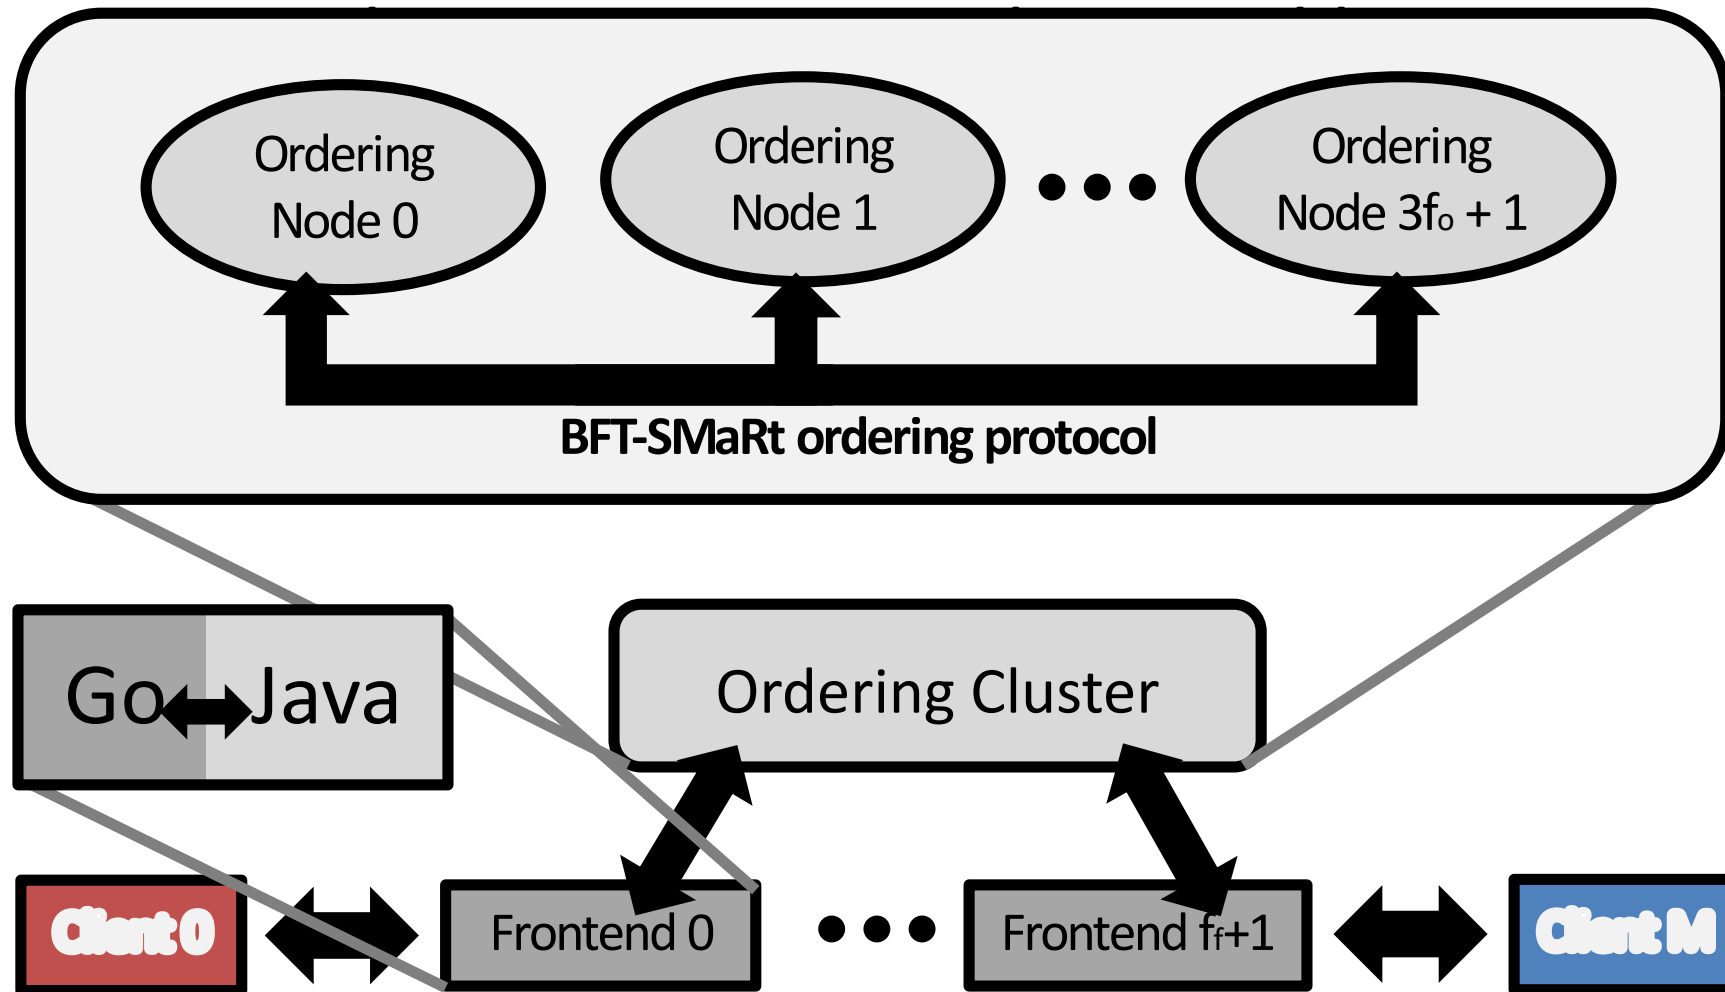 Ordering
Node 0
Ordering
Node 1
Ordering
Node 3fₒ + 1
BFT-SMaRt ordering protocol
Go
Java
Ordering Cluster
Client 0
Frontend 0
Frontend f_f+1
Client M